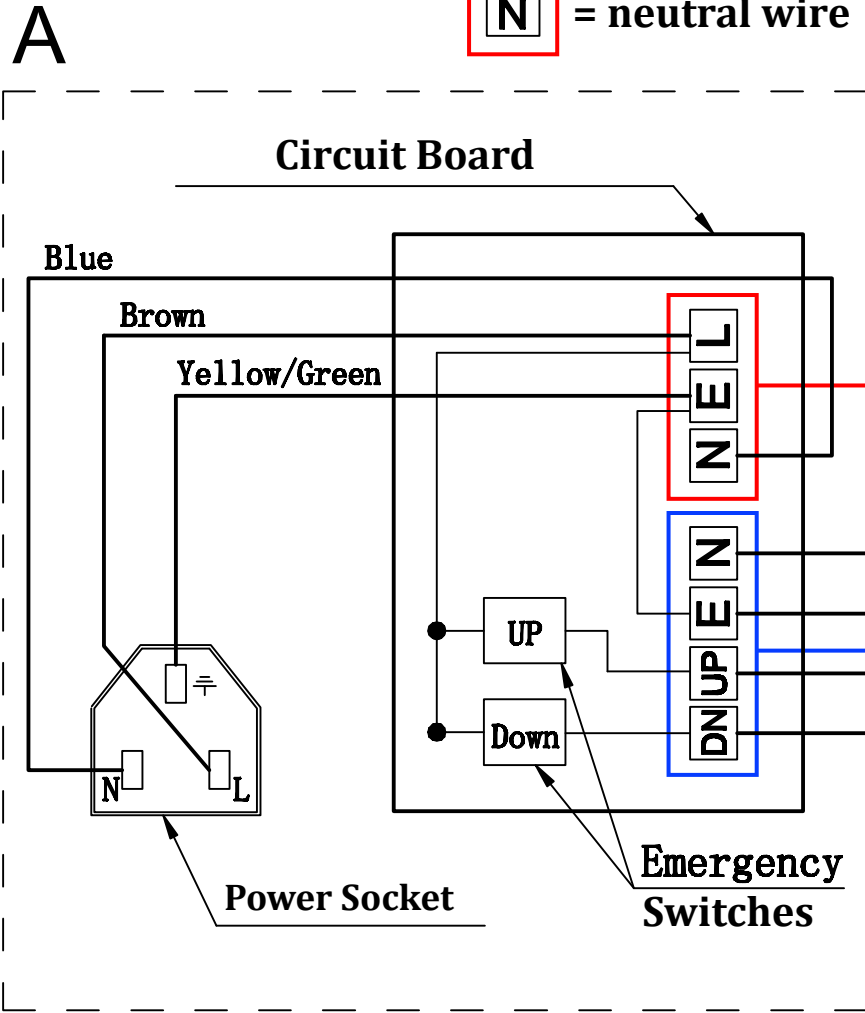 A
N = neutral wire
Circuit Board
Blue
Brown
Yellow/Green
L
E
N
N
E
UP
DN
UP
Down
N
L
Power Socket
Emergency
Switches